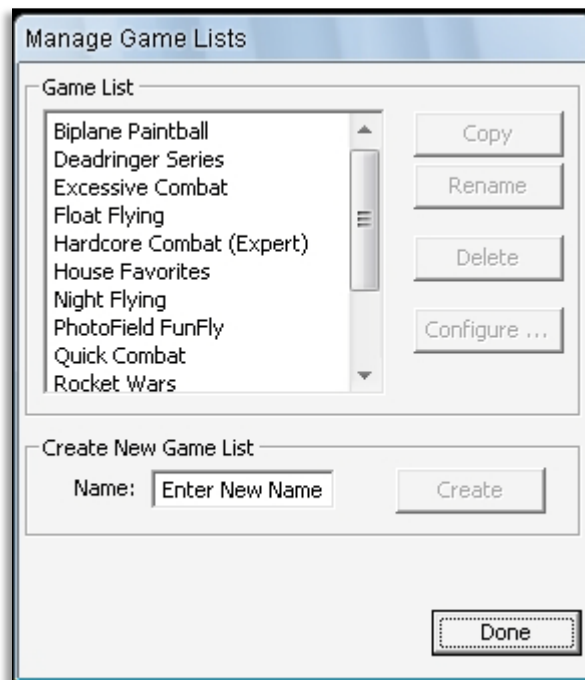 Manage Game Lists
Game List
Biplane Paintball
Deadringer Series
Excessive Combat
Float Flying
Hardcore Combat (Expert)
House Favorites
Night Flying
PhotoField FunFly
Quick Combat
Rocket Wars
Copy
Rename
Delete
Configure ...
Create New Game List
Name: Enter New Name Create
Done